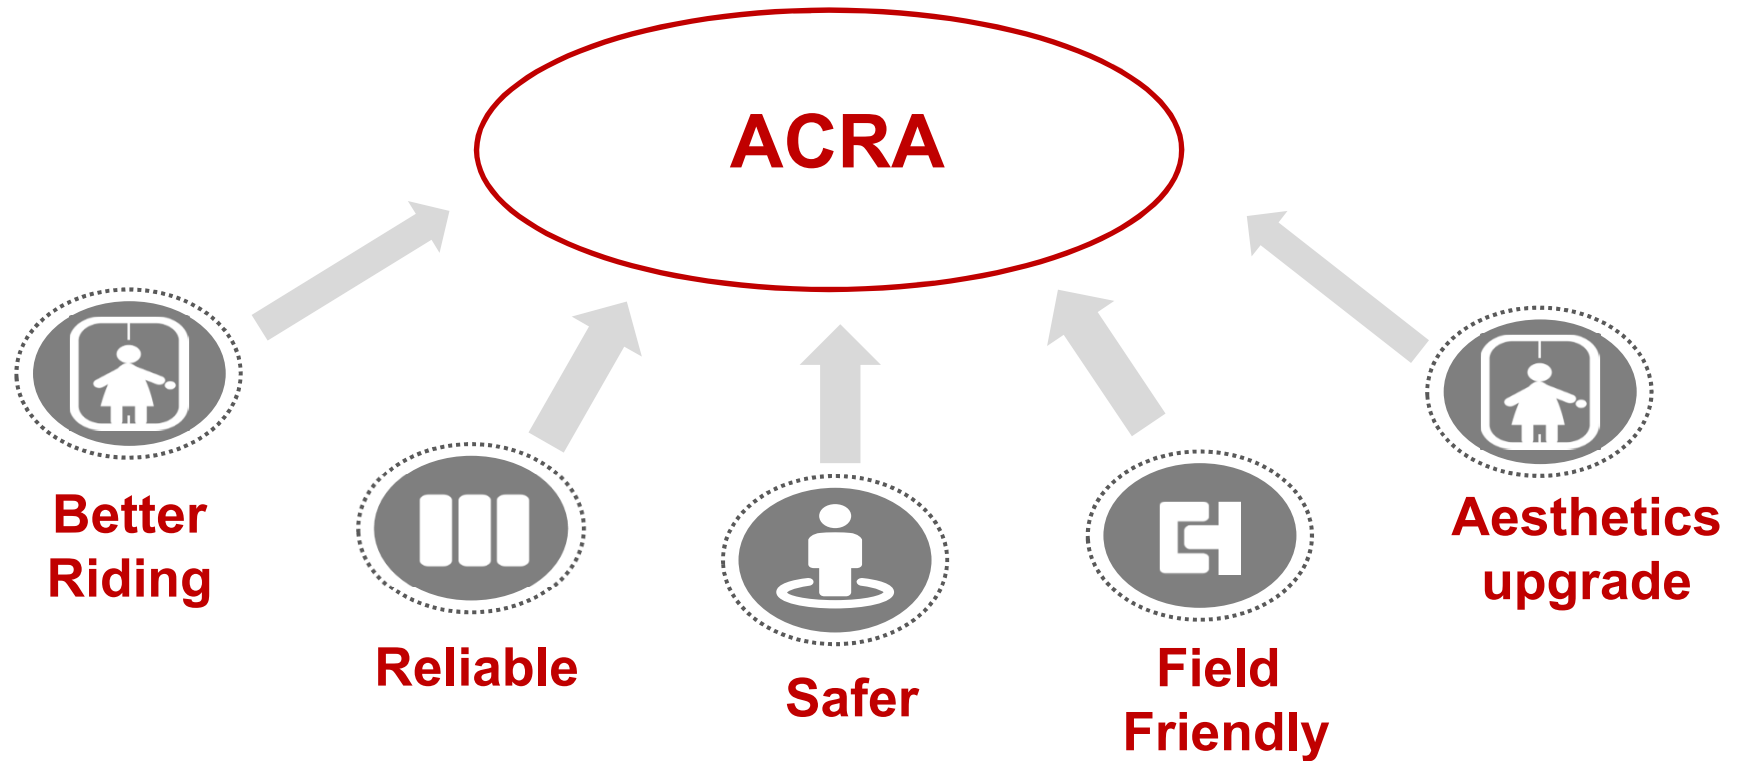 ACRA
Better
Riding
Reliable
Safer
Field
Friendly
Aesthetics
upgrade